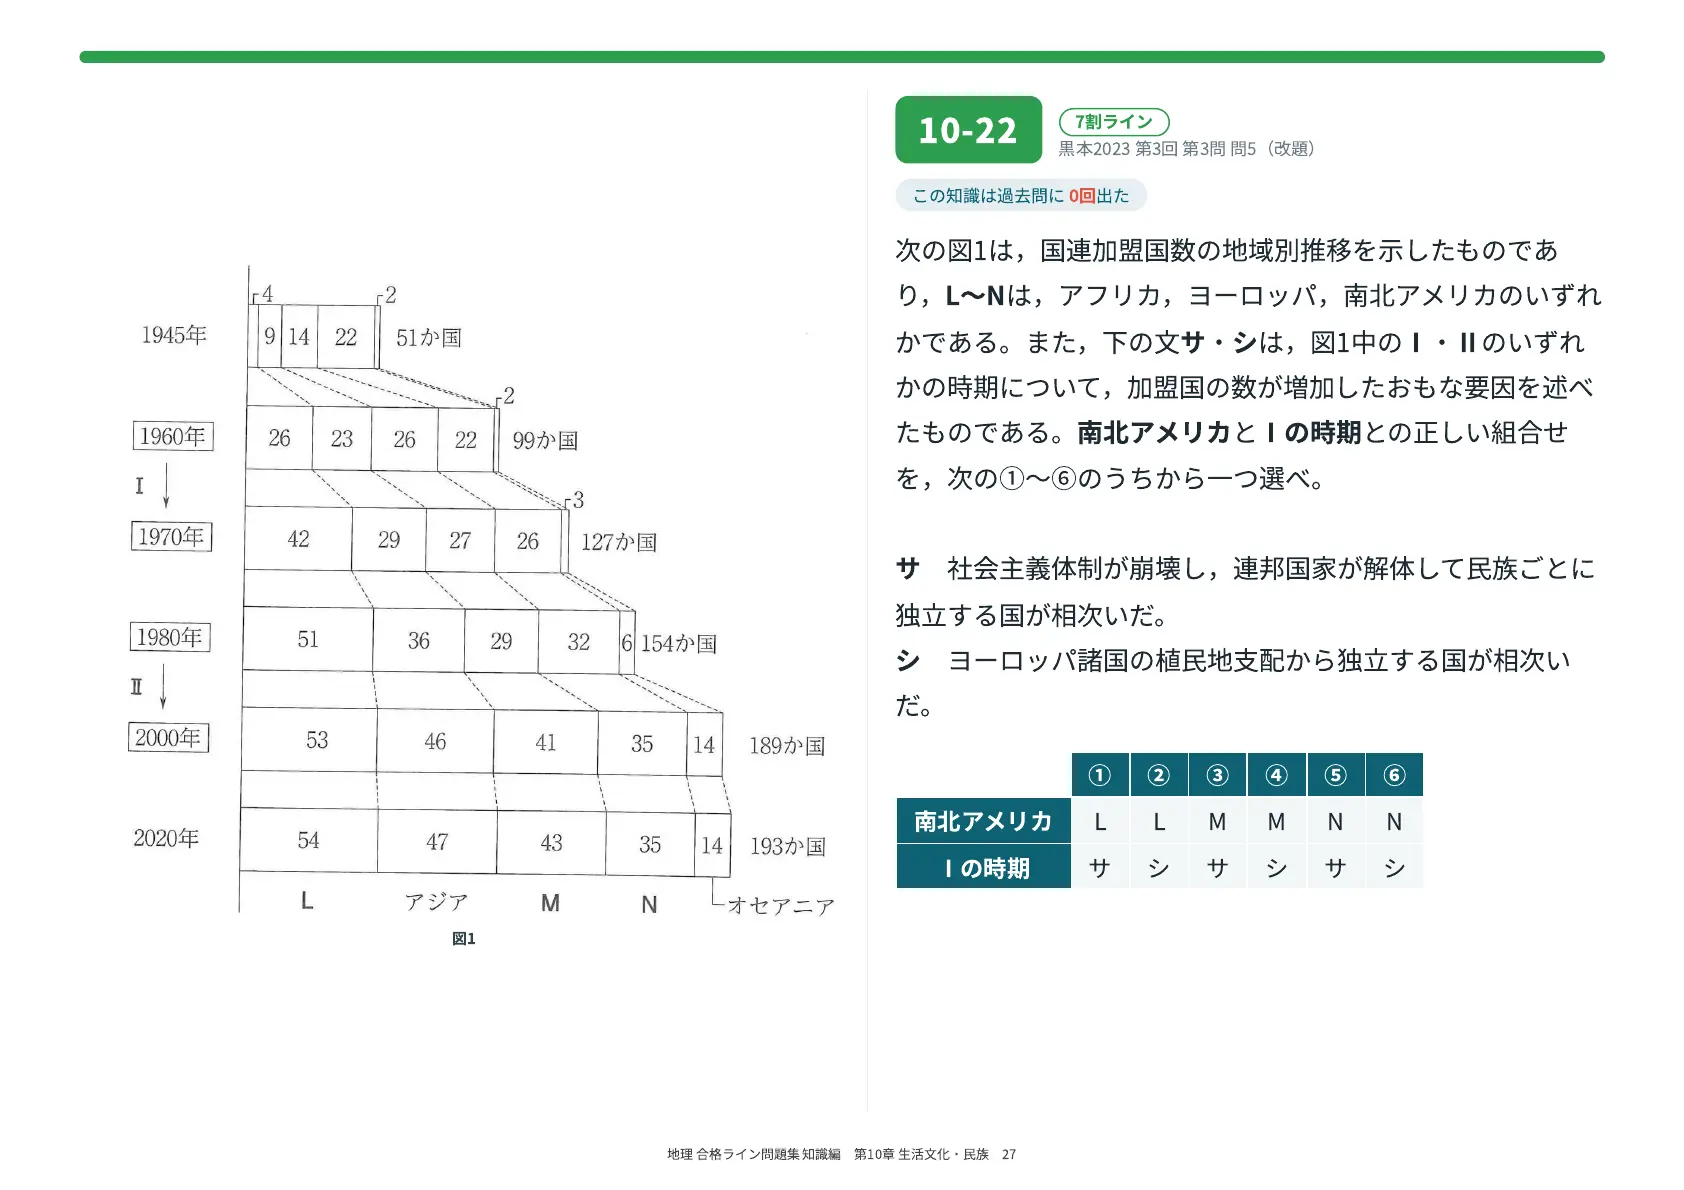 4
2
1945年
9
14
22
51か国
2
1960年
26
23
26
22
99か国
Ⅰ
3
1970年
42
29
27
26
127か国
1980年
51
36
29
32
6
154か国
Ⅱ
2000年
53
46
41
35
14
189か国
2020年
54
47
43
35
14
193か国
L
アジア
M
N
オセアニア
図1
10-22
7割ライン
黒本2023 第3回 第3問 問5（改題）
この知識は過去問に 0回出た
次の図1は，国連加盟国数の地域別推移を示したものであ
り，L～Nは，アフリカ，ヨーロッパ，南北アメリカのいずれ
かである。また，下の文サ・シは，図1中のⅠ・Ⅱのいずれ
かの時期について，加盟国の数が増加したおもな要因を述べ
たものである。南北アメリカとⅠの時期との正しい組合せ
を，次の①～⑥のうちから一つ選べ。
サ　社会主義体制が崩壊し，連邦国家が解体して民族ごとに
独立する国が相次いだ。
シ　ヨーロッパ諸国の植民地支配から独立する国が相次い
だ。
① ② ③ ④ ⑤ ⑥
南北アメリカ L L M M N N
Ⅰの時期 サ シ サ シ サ シ
地理 合格ライン問題集 知識編　第10章 生活文化・民族　27